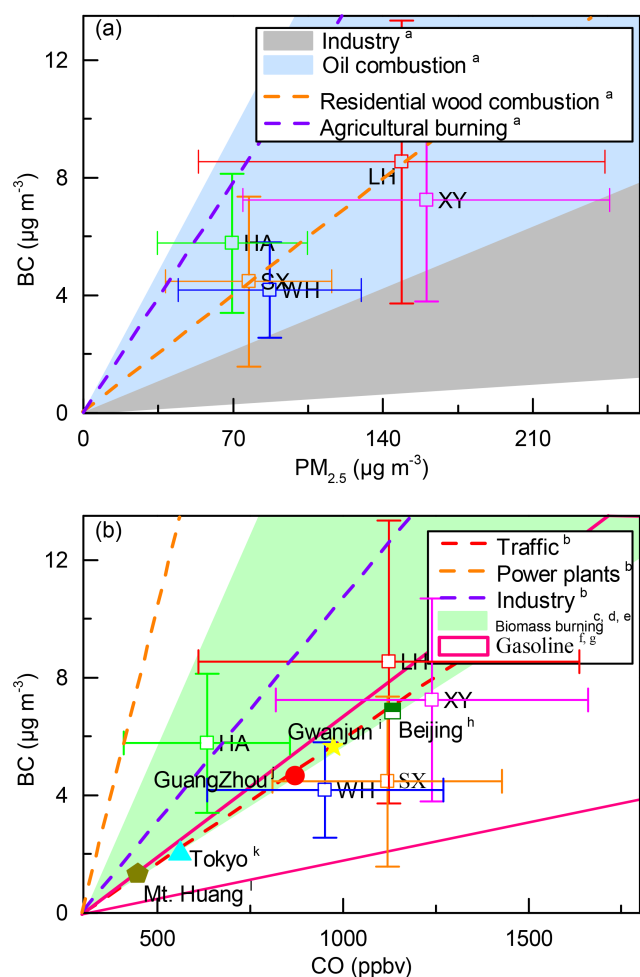 (a)
Industry a
Oil combustion a
Residential wood combustion a
Agricultural burning a
12
8
4
0
BC (µg m-3)
LH
XY
HA
SX
WH
0 70 140 210
PM2.5 (µg m-3)
(b)
Traffic b
Power plants b
Industry b
Biomass burning c, d, e
Gasoline f, g
12
8
4
0
BC (µg m-3)
LH
XY
HA
Gwanjun i
Beijing h
GuangZhou j
WH
SX
Tokyo k
Mt. Huang l
500 1000 1500
CO (ppbv)